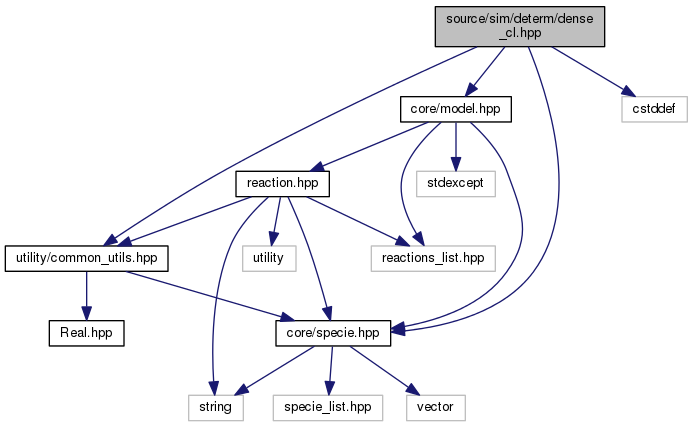 source/sim/determ/dense
_cl.hpp
core/model.hpp
cstddef
reaction.hpp
stdexcept
utility/common_utils.hpp
utility
reactions_list.hpp
Real.hpp
core/specie.hpp
string
specie_list.hpp
vector